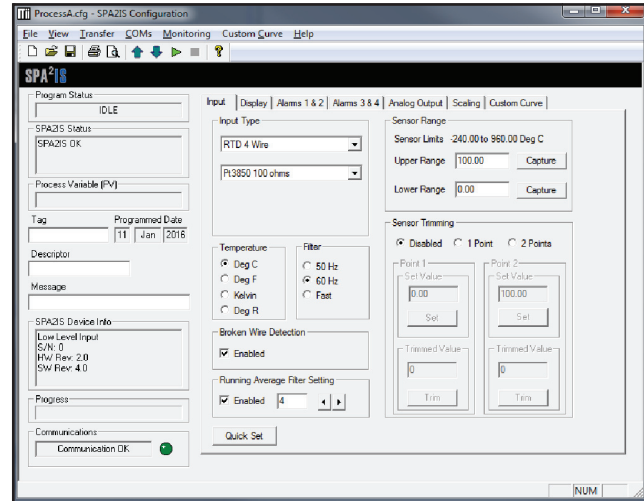 ProcessA.cfg - SPA2IS Configuration
File View Transfer COMs Monitoring Custom Curve Help
SPA²IS
Program Status
IDLE
SPA2IS Status
SPA2IS OK
Process Variable (PV)
Tag Programmed Date
11 Jan 2016
Descriptor
Message
SPA2IS Device Info
Low Level Input
S/N: 0
HW Rev: 2.0
SW Rev: 4.0
Progress
Communications
Communication OK
Input Display Alarms 1 & 2 Alarms 3 & 4 Analog Output Scaling Custom Curve
Input Type
RTD 4 Wire
Pt3850 100 ohms
Temperature
Deg C
Deg F
Kelvin
Deg R
Filter
50 Hz
60 Hz
Fast
Broken Wire Detection
Enabled
Running Average Filter Setting
Enabled 4
Quick Set
Sensor Range
Sensor Limits -240.00 to 960.00 Deg C
Upper Range 100.00 Capture
Lower Range 0.00 Capture
Sensor Trimming
Disabled 1 Point 2 Points
Point 1
Set Value
0.00
Set
Trimmed Value
0
Trim
Point 2
Set Value
100.00
Set
Trimmed Value
0
Trim
NUM